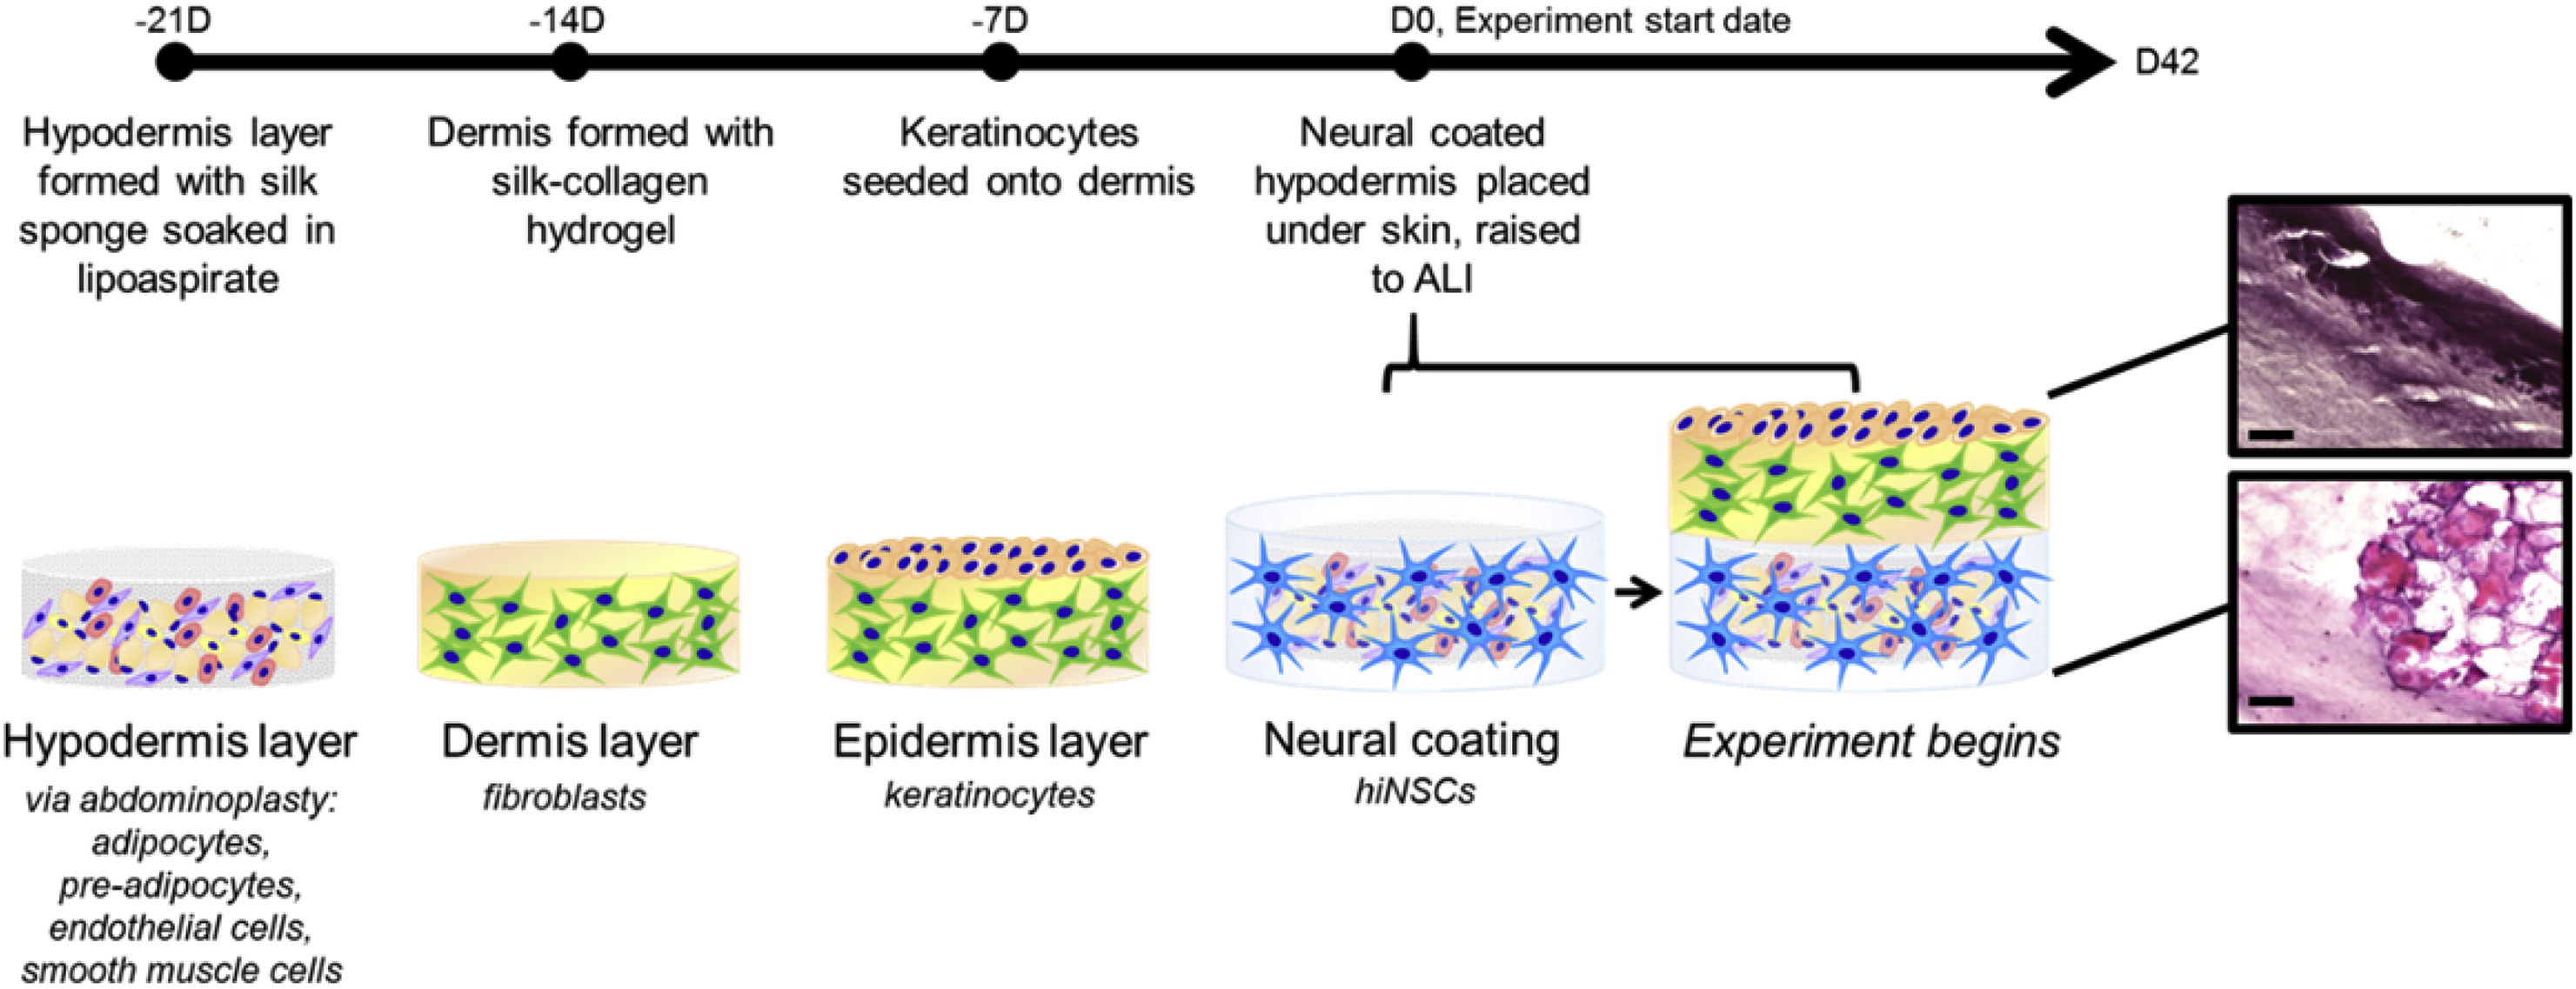 -21D
-14D
-7D
D0, Experiment start date
D42
Hypodermis layer
formed with silk
sponge soaked in
lipoaspirate
Dermis formed with
silk-collagen
hydrogel
Keratinocytes
seeded onto dermis
Neural coated
hypodermis placed
under skin, raised
to ALI
Hypodermis layer
via abdominoplasty:
adipocytes,
pre-adipocytes,
endothelial cells,
smooth muscle cells
Dermis layer
fibroblasts
Epidermis layer
keratinocytes
Neural coating
hiNSCs
Experiment begins